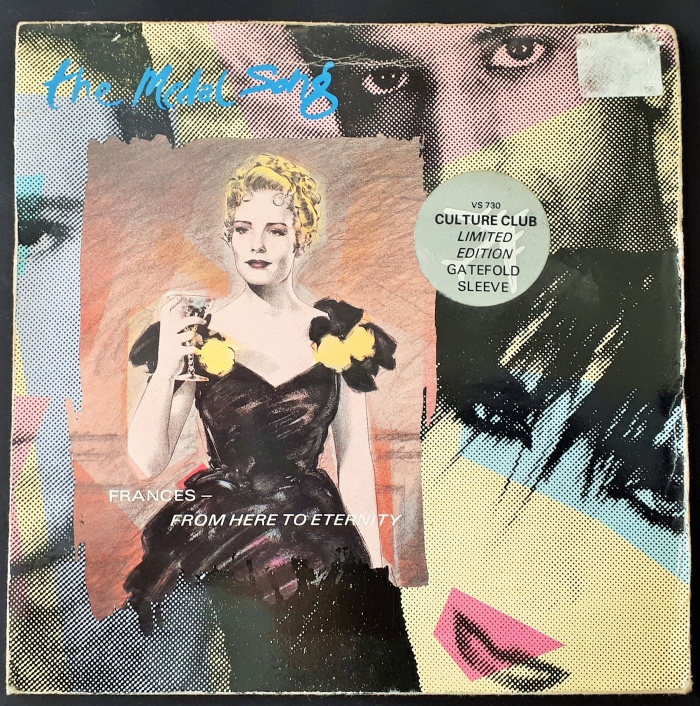 the Medal Song
VS 730
CULTURE CLUB
LIMITED
EDITION
GATEFOLD
SLEEVE
FRANCES –
FROM HERE TO ETERNITY